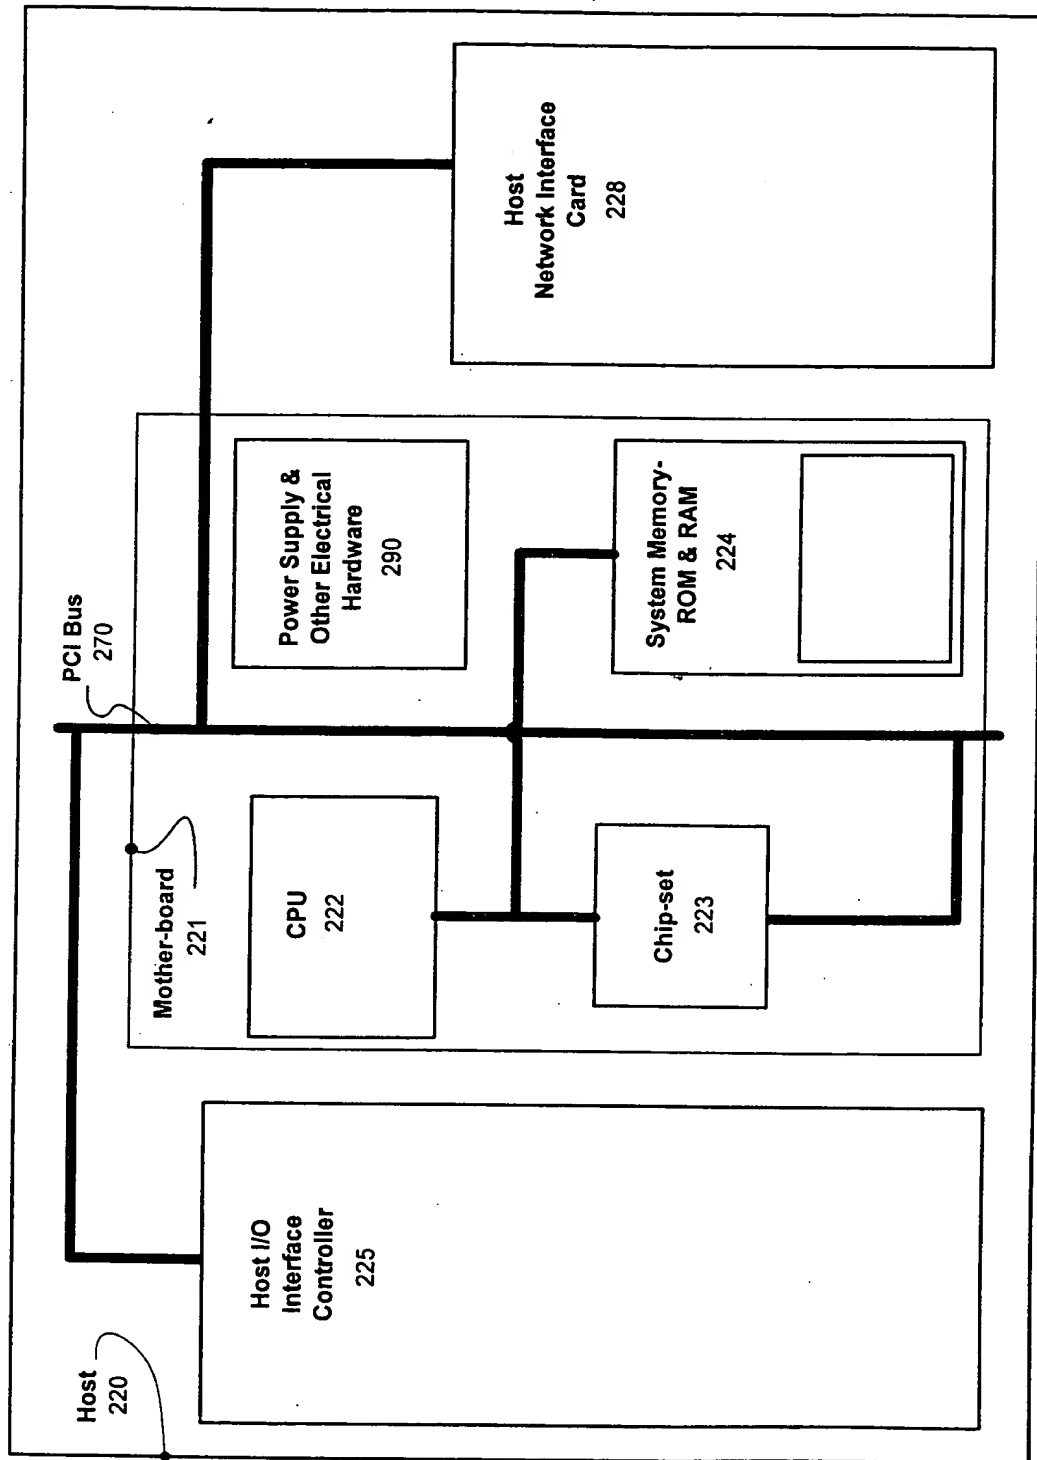 Host
220
PCI Bus
270
Mother-board
221
Host I/O
Interface
Controller
225
CPU
222
Chip-set
223
Power Supply &
Other Electrical
Hardware
290
System Memory-
ROM & RAM
224
Host
Network Interface
Card
228